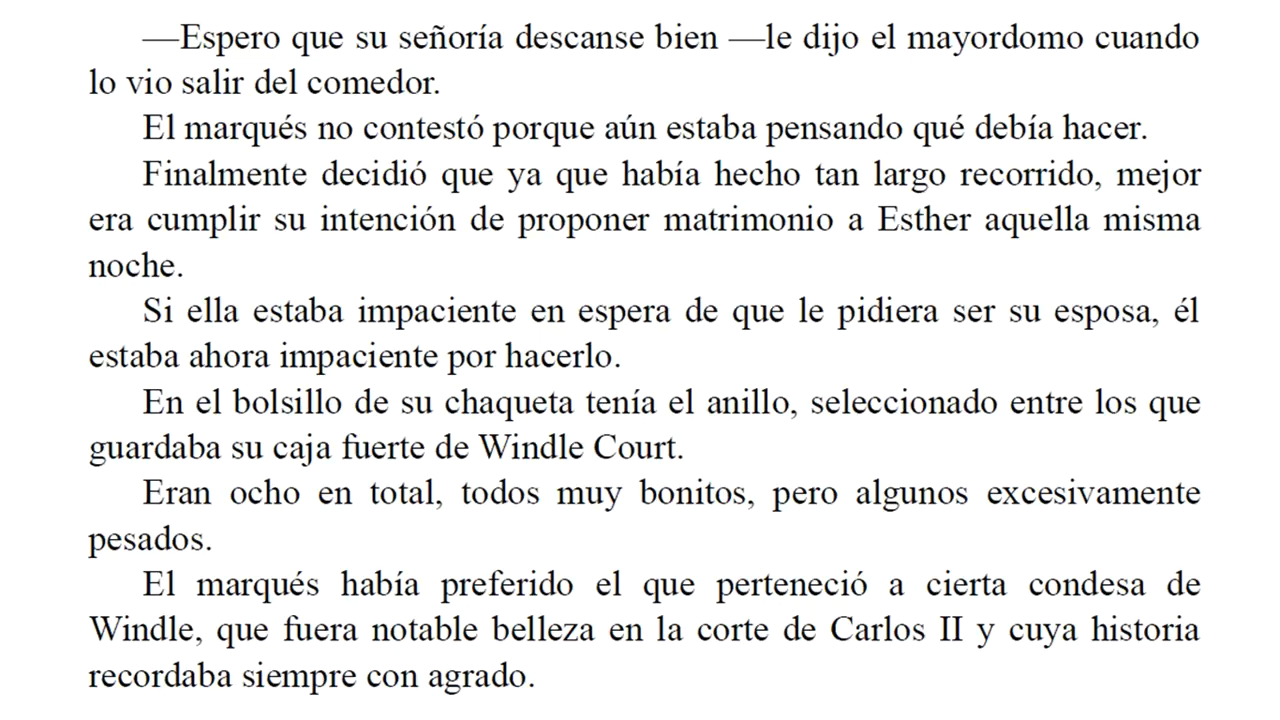 —Espero que su señoría descanse bien —le dijo el mayordomo cuando
lo vio salir del comedor.
El marqués no contestó porque aún estaba pensando qué debía hacer.
Finalmente decidió que ya que había hecho tan largo recorrido, mejor
era cumplir su intención de proponer matrimonio a Esther aquella misma
noche.
Si ella estaba impaciente en espera de que le pidiera ser su esposa, él
estaba ahora impaciente por hacerlo.
En el bolsillo de su chaqueta tenía el anillo, seleccionado entre los que
guardaba su caja fuerte de Windle Court.
Eran ocho en total, todos muy bonitos, pero algunos excesivamente
pesados.
El marqués había preferido el que perteneció a cierta condesa de
Windle, que fuera notable belleza en la corte de Carlos II y cuya historia
recordaba siempre con agrado.